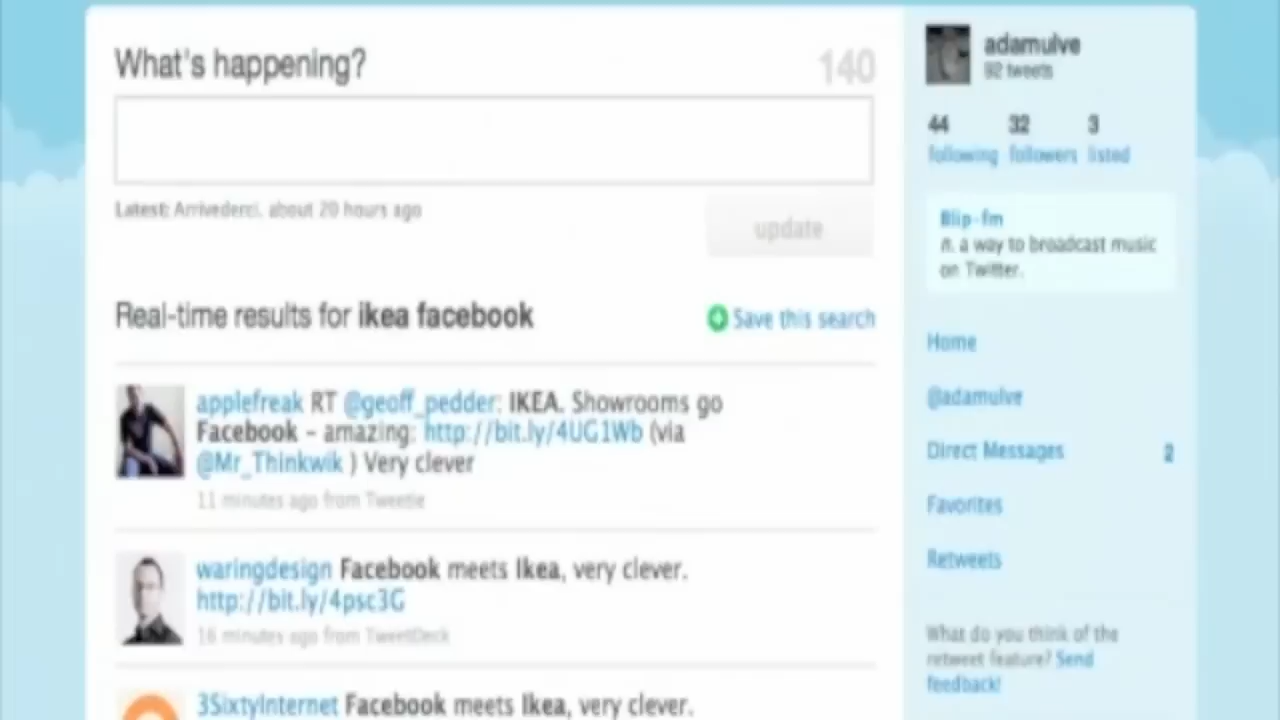 What's happening?
140
Latest: Arrivederci. about 20 hours ago
update
Real-time results for ikea facebook
Save this search
applefreak RT @geoff_pedder: IKEA. Showrooms go
Facebook - amazing: http://bit.ly/4UG1Wb (via
@Mr_Thinkwik ) Very clever
11 minutes ago from Tweetie
waringdesign Facebook meets Ikea, very clever.
http://bit.ly/4psc3G
16 minutes ago from TweetDeck
3SixtyInternet Facebook meets Ikea, very clever.
adamulve
92 tweets
44 32 3
following followers listed
Blip-fm
n. a way to broadcast music
on Twitter.
Home
@adamulve
Direct Messages 2
Favorites
Retweets
What do you think of the
retweet feature? Send
feedback!